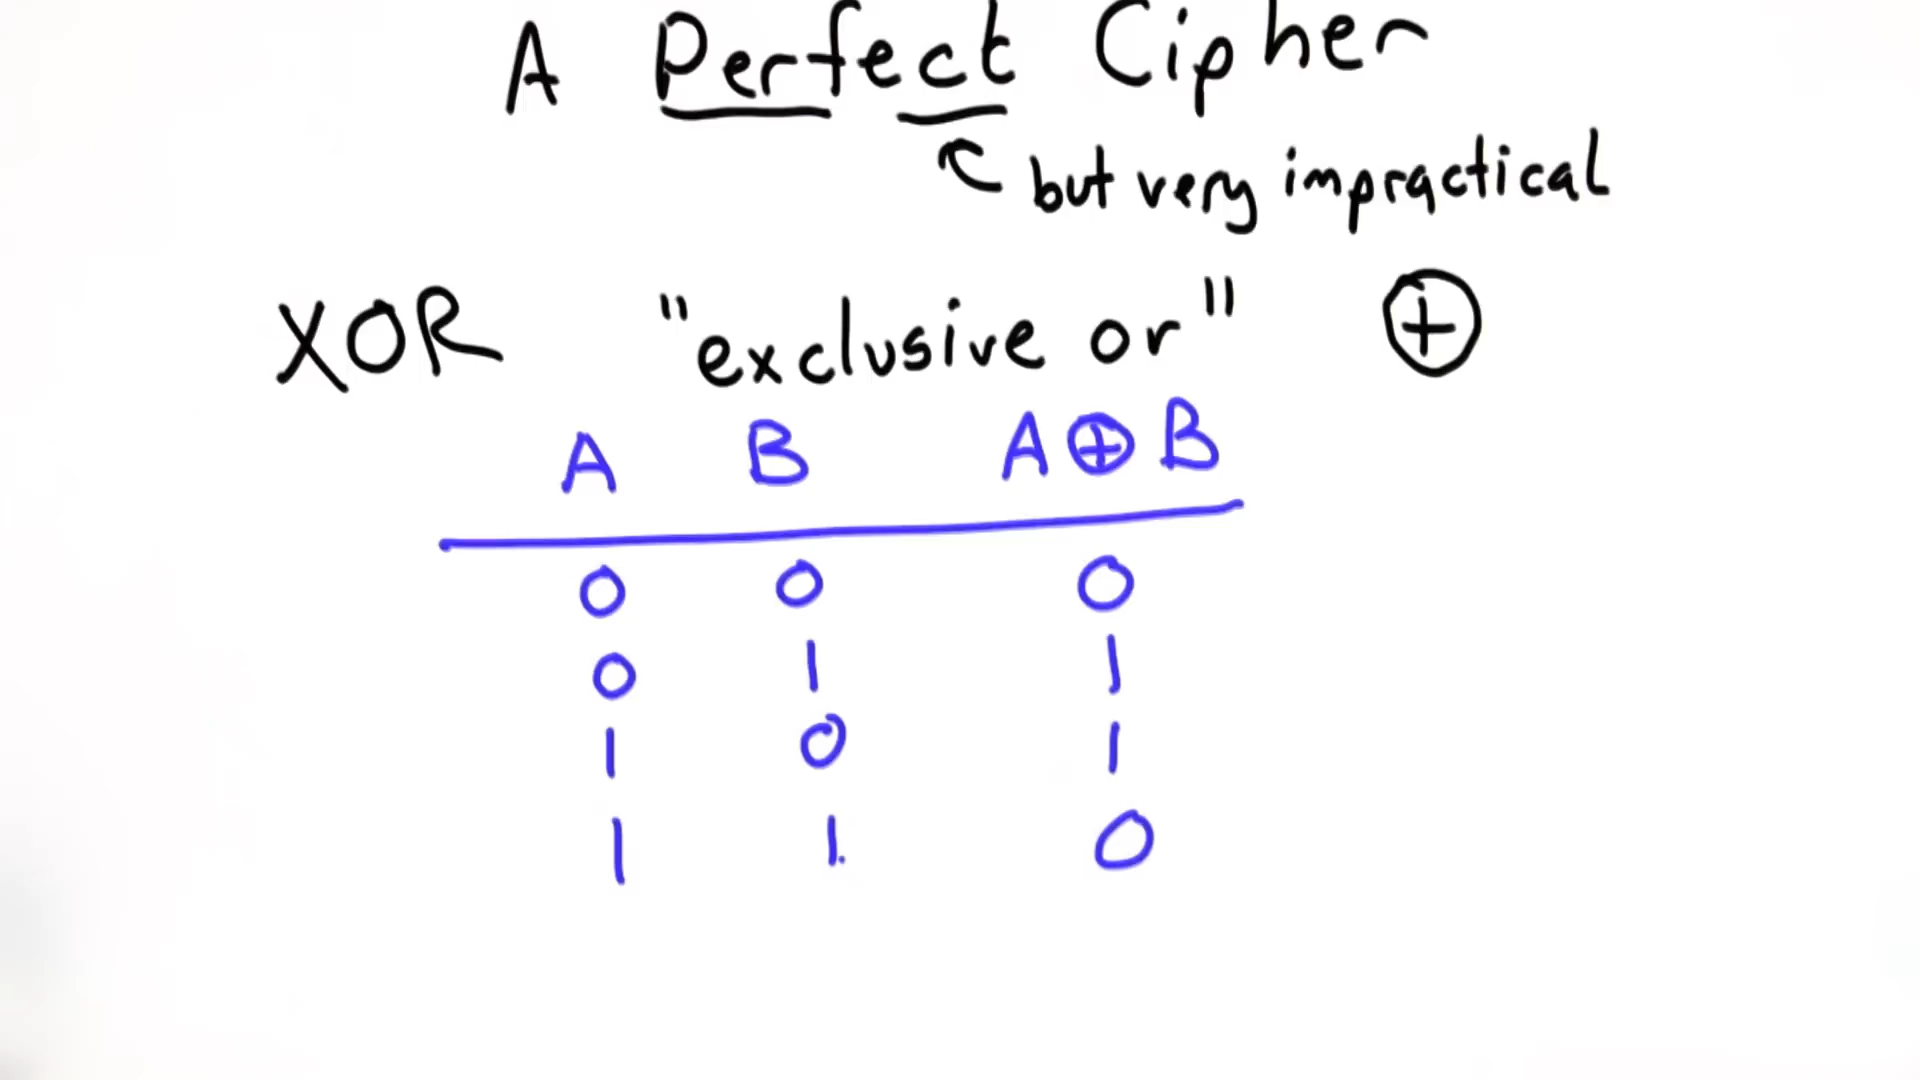 A Perfect Cipher
but very impractical
XOR "exclusive or" ⊕
A B A ⊕ B
0 0 0
0 1 1
1 0 1
1 1 0